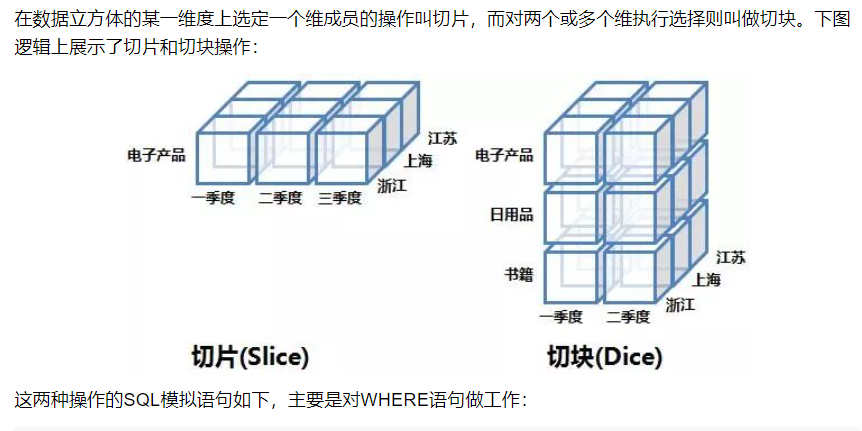 在数据立方体的某一维度上选定一个维成员的操作叫切片，而对两个或多个维执行选择则叫做切块。下图
逻辑上展示了切片和切块操作：
电子产品
江苏
上海
浙江
一季度 二季度 三季度
切片(Slice)
电子产品
日用品
书籍
江苏
上海
浙江
一季度 二季度
切块(Dice)
这两种操作的SQL模拟语句如下，主要是对WHERE语句做工作：